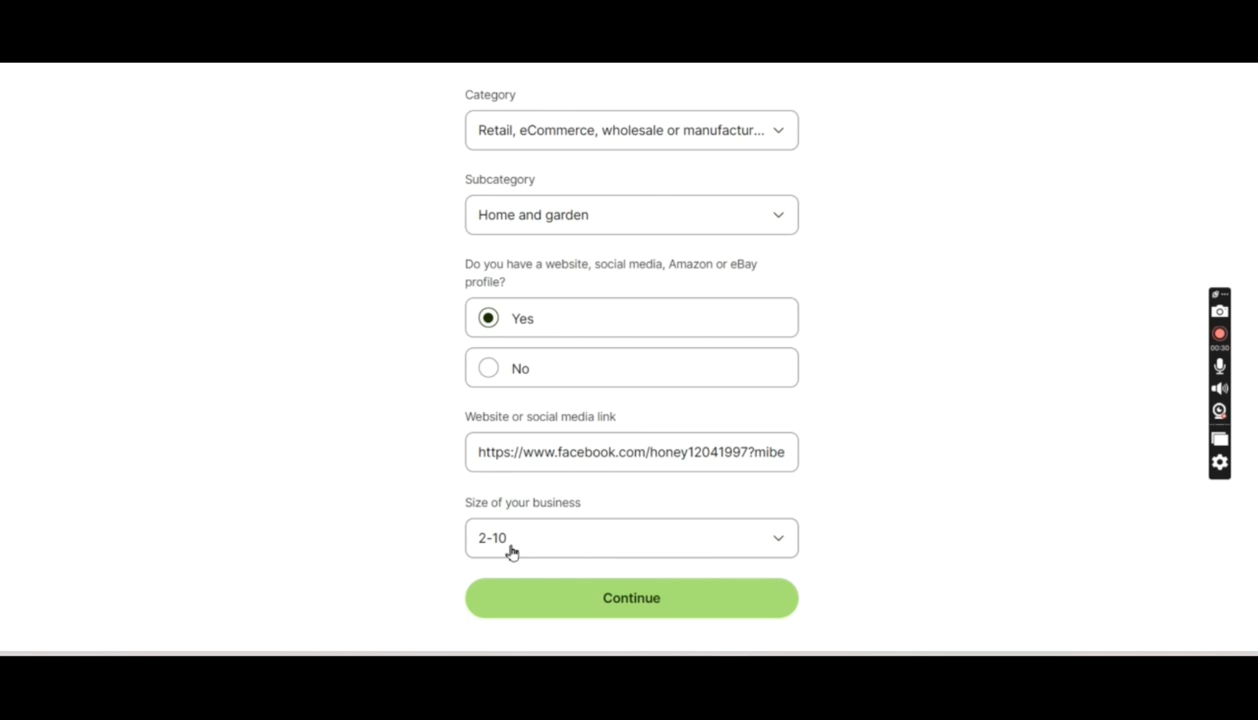 Category
Retail, eCommerce, wholesale or manufactur...
Subcategory
Home and garden
Do you have a website, social media, Amazon or eBay
profile?
Yes
No
Website or social media link
https://www.facebook.com/honey12041997?mibe
Size of your business
2-10
Continue
00:30